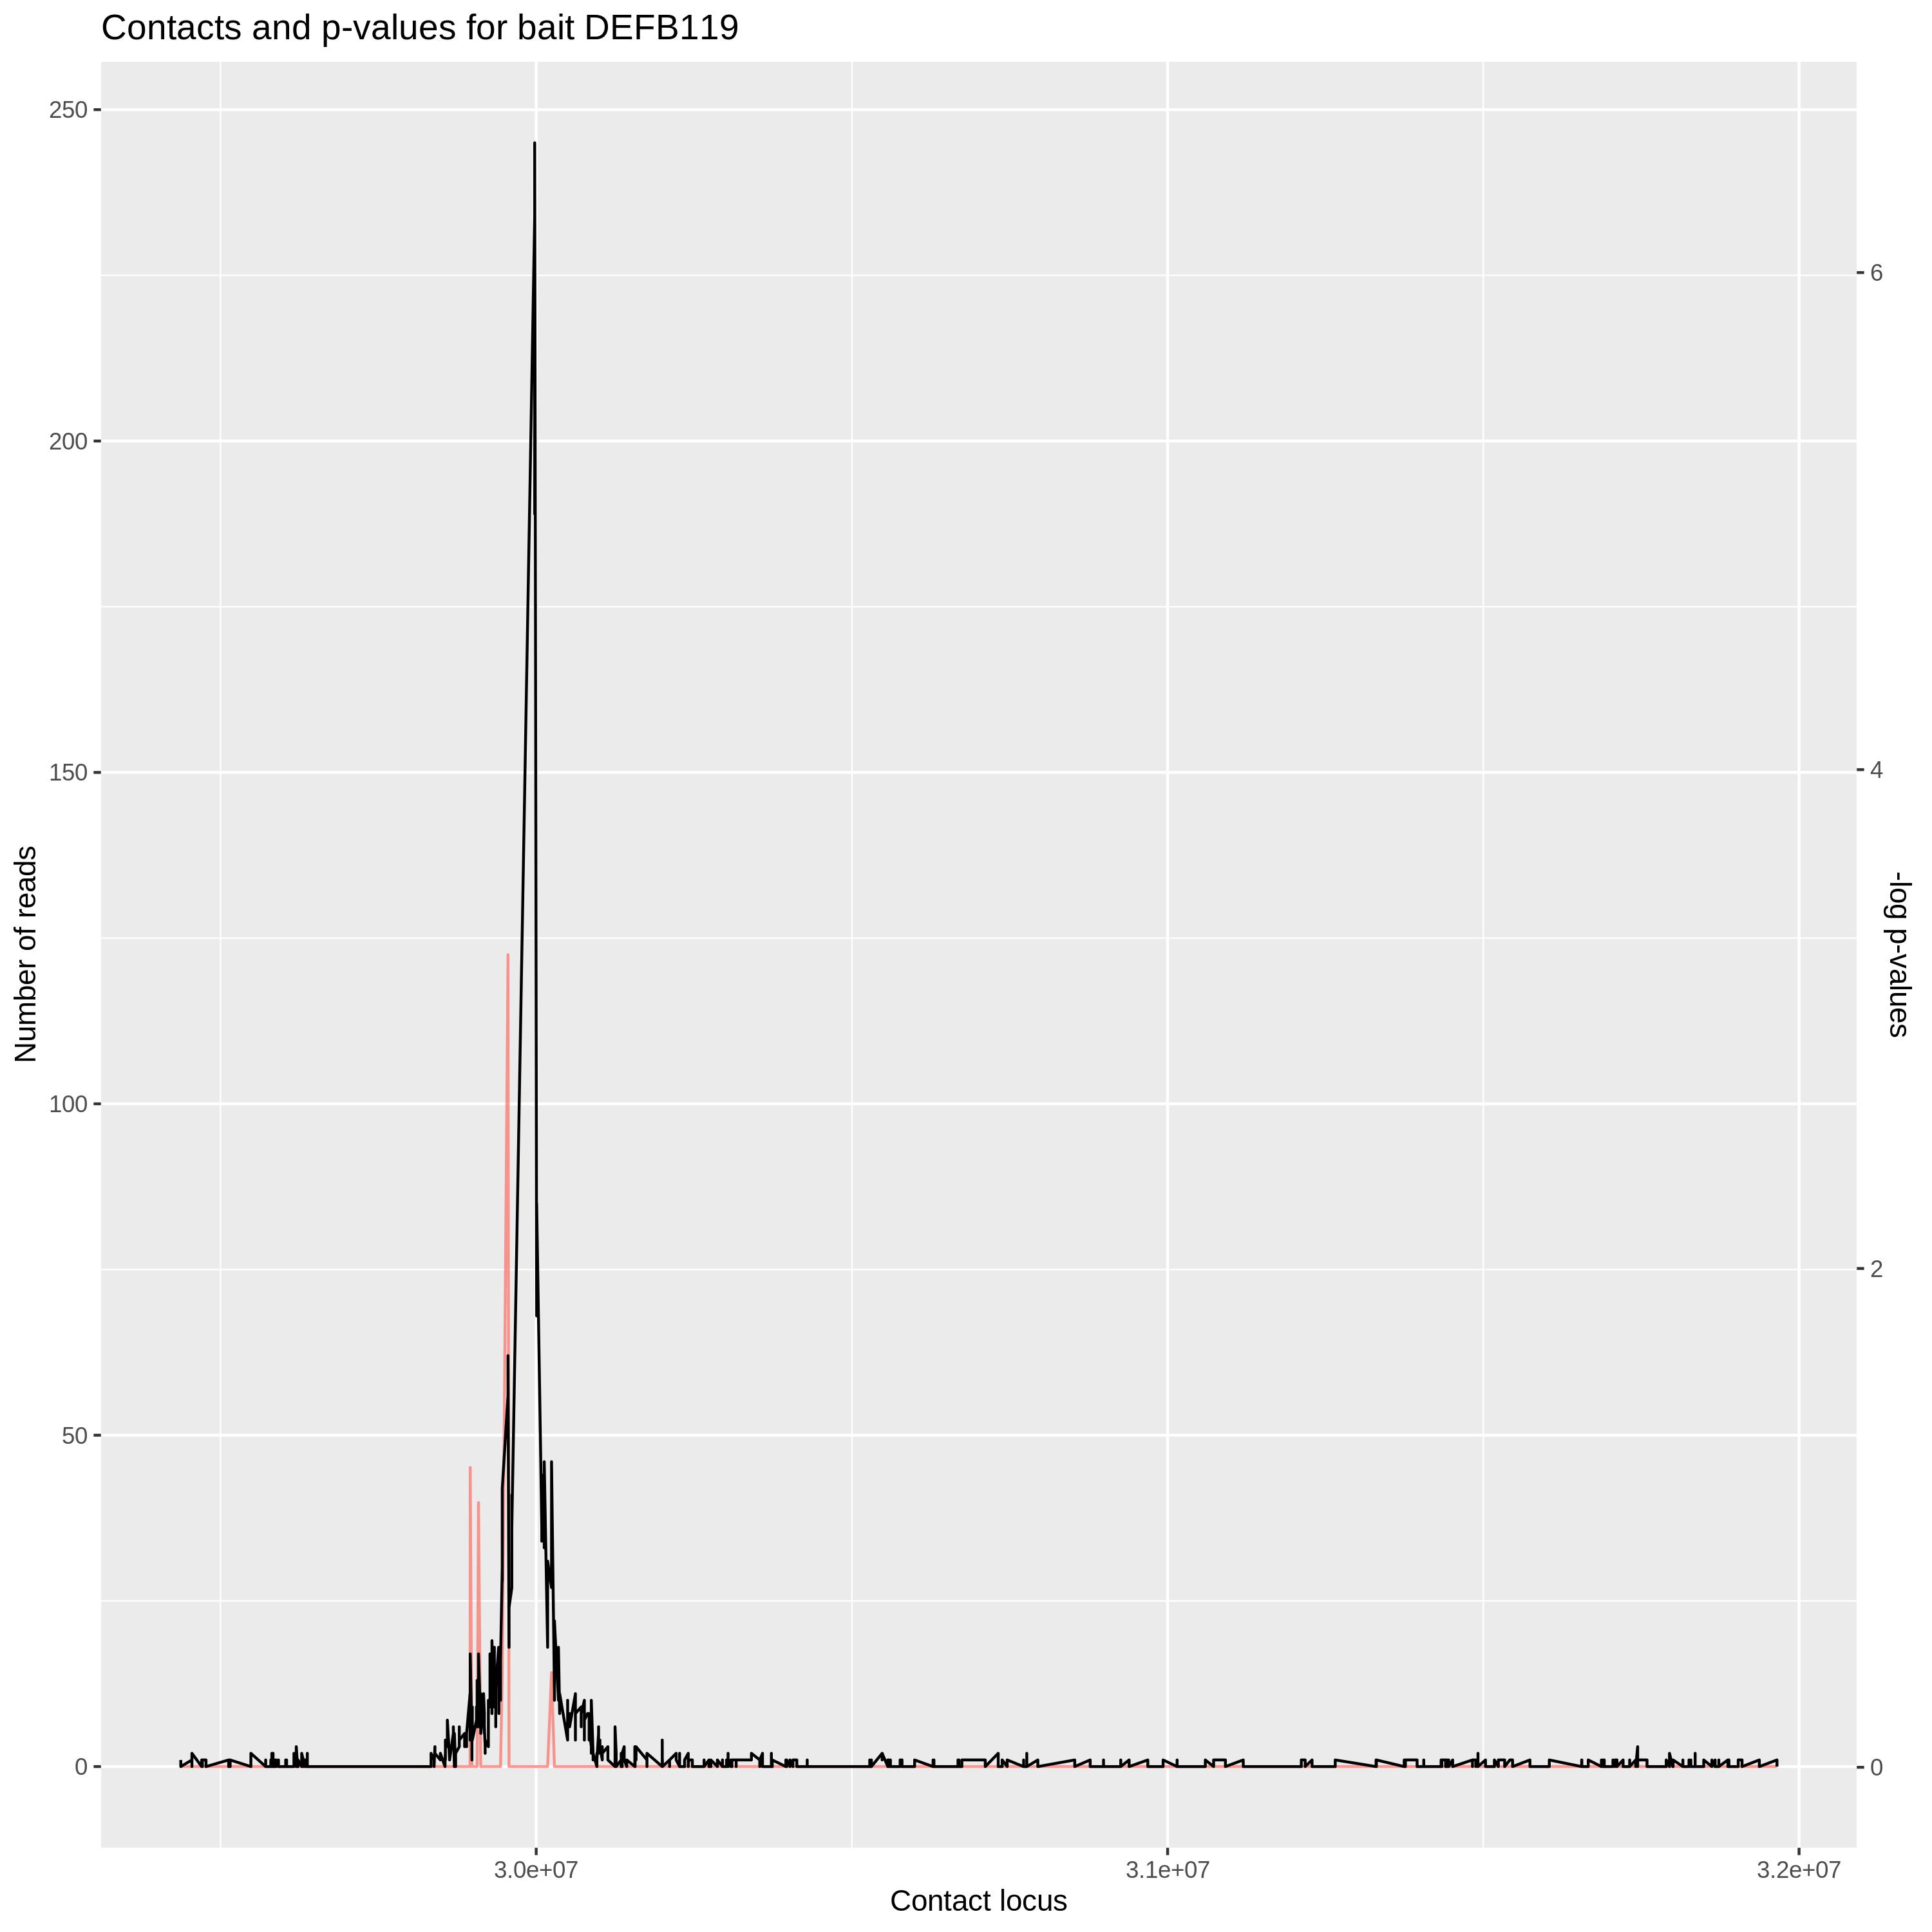 Contacts and p-values for bait DEFB119
250
200
150
100
50
0
Number of reads
6
4
2
0
-log p-values
3.0e+07
3.1e+07
3.2e+07
Contact locus